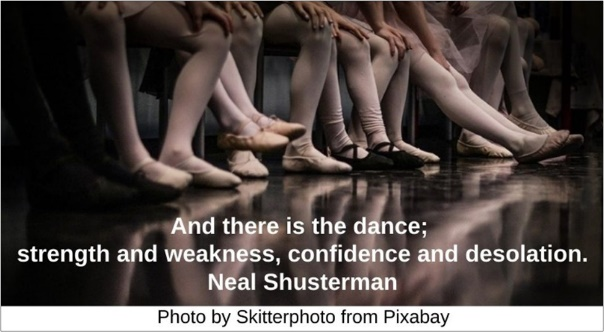 And there is the dance;
strength and weakness, confidence and desolation.
Neal Shusterman
Photo by Skitterphoto from Pixabay